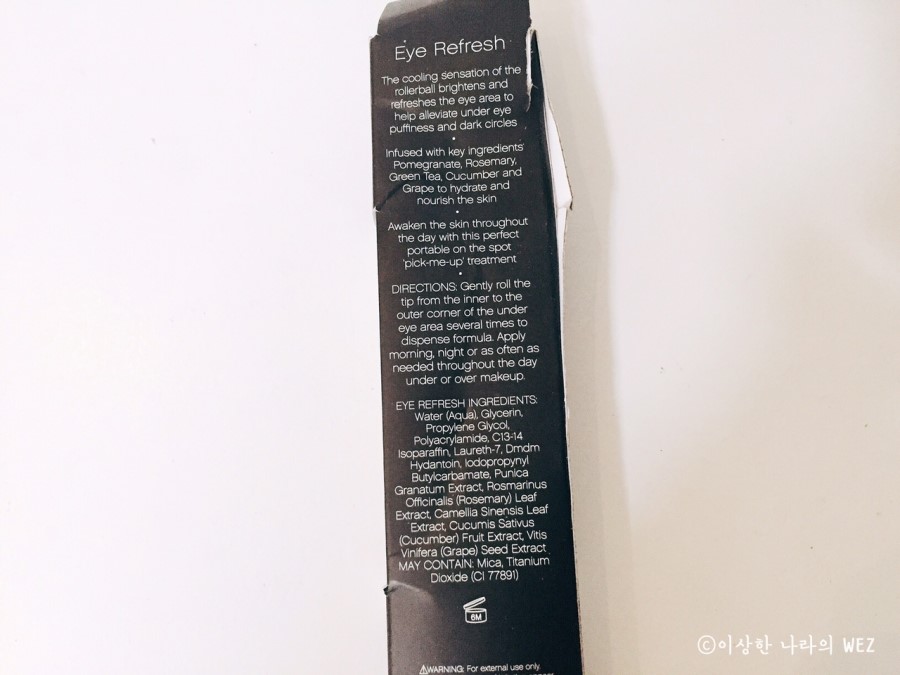 Eye Refresh
The cooling sensation of the
rollerball brightens and
refreshes the eye area to
help alleviate under eye
puffiness and dark circles
•
Infused with key ingredients
Pomegranate, Rosemary,
Green Tea, Cucumber and
Grape to hydrate and
nourish the skin
•
Awaken the skin throughout
the day with this perfect
portable on the spot
'pick-me-up' treatment
•
DIRECTIONS: Gently roll the
tip from the inner to the
outer corner of the under
eye area several times to
dispense formula. Apply
morning, night or as often as
needed throughout the day
under or over makeup.
EYE REFRESH INGREDIENTS:
Water (Aqua), Glycerin,
Propylene Glycol,
Polyacrylamide, C13-14
Isoparaffin, Laureth-7, Dmdm
Hydantoin, Iodopropynyl
Butylcarbamate, Punica
Granatum Extract, Rosmarinus
Officinalis (Rosemary) Leaf
Extract, Camellia Sinensis Leaf
Extract, Cucumis Sativus
(Cucumber) Fruit Extract, Vitis
Vinifera (Grape) Seed Extract
MAY CONTAIN: Mica, Titanium
Dioxide (CI 77891)
6M
⚠WARNING: For external use only.
©이상한 나라의 WEZ